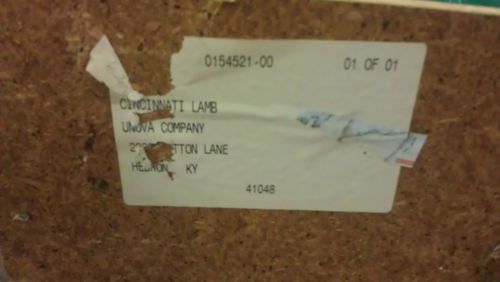 0154521-00 01 OF 01
CINCINNATI LAMB
UNOVA COMPANY
LANE
HEBRON KY
41048